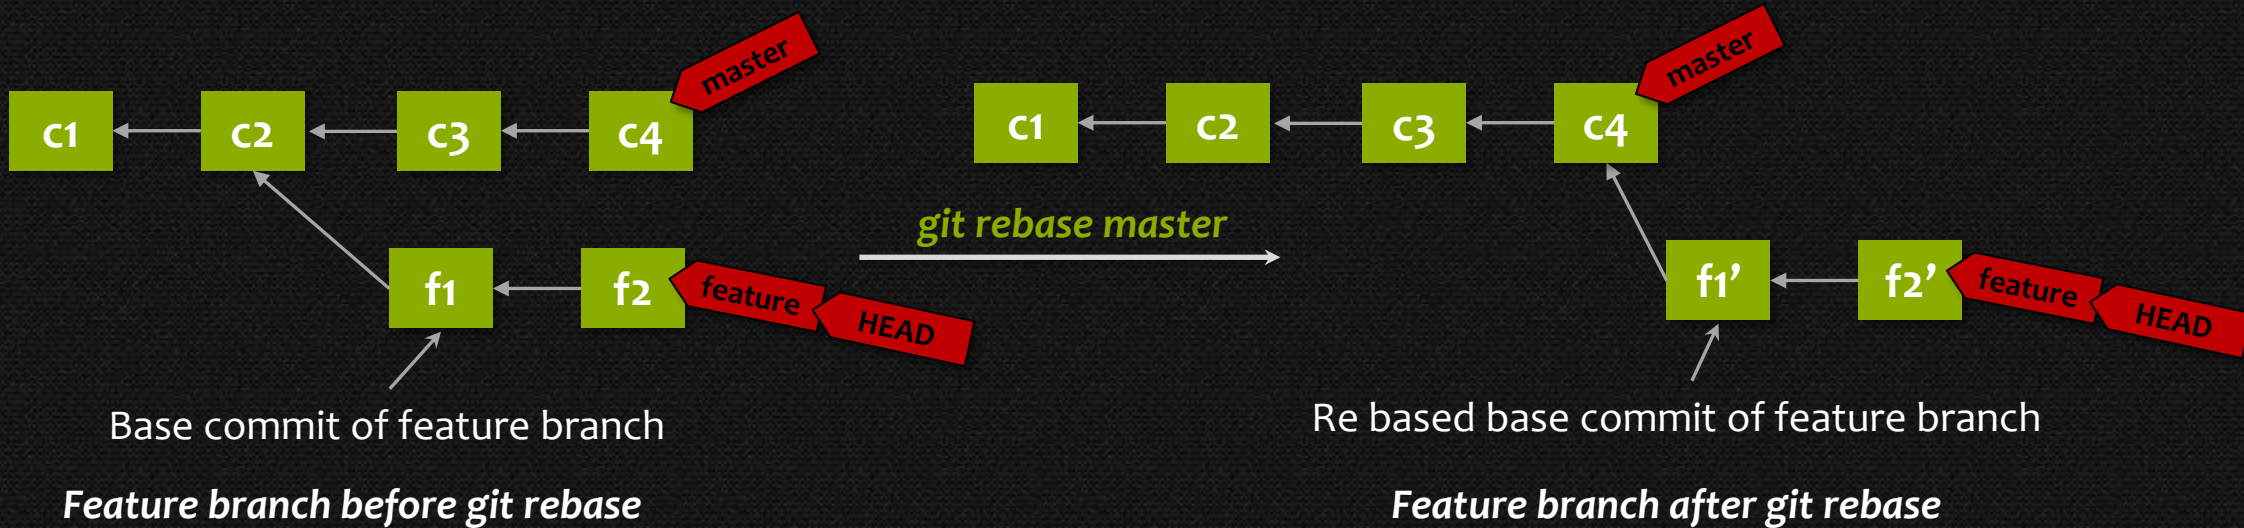 master
c1
c2
c3
c4
f1
f2
feature
HEAD
Base commit of feature branch
Feature branch before git rebase
git rebase master
master
c1
c2
c3
c4
f1’
f2’
feature
HEAD
Re based base commit of feature branch
Feature branch after git rebase